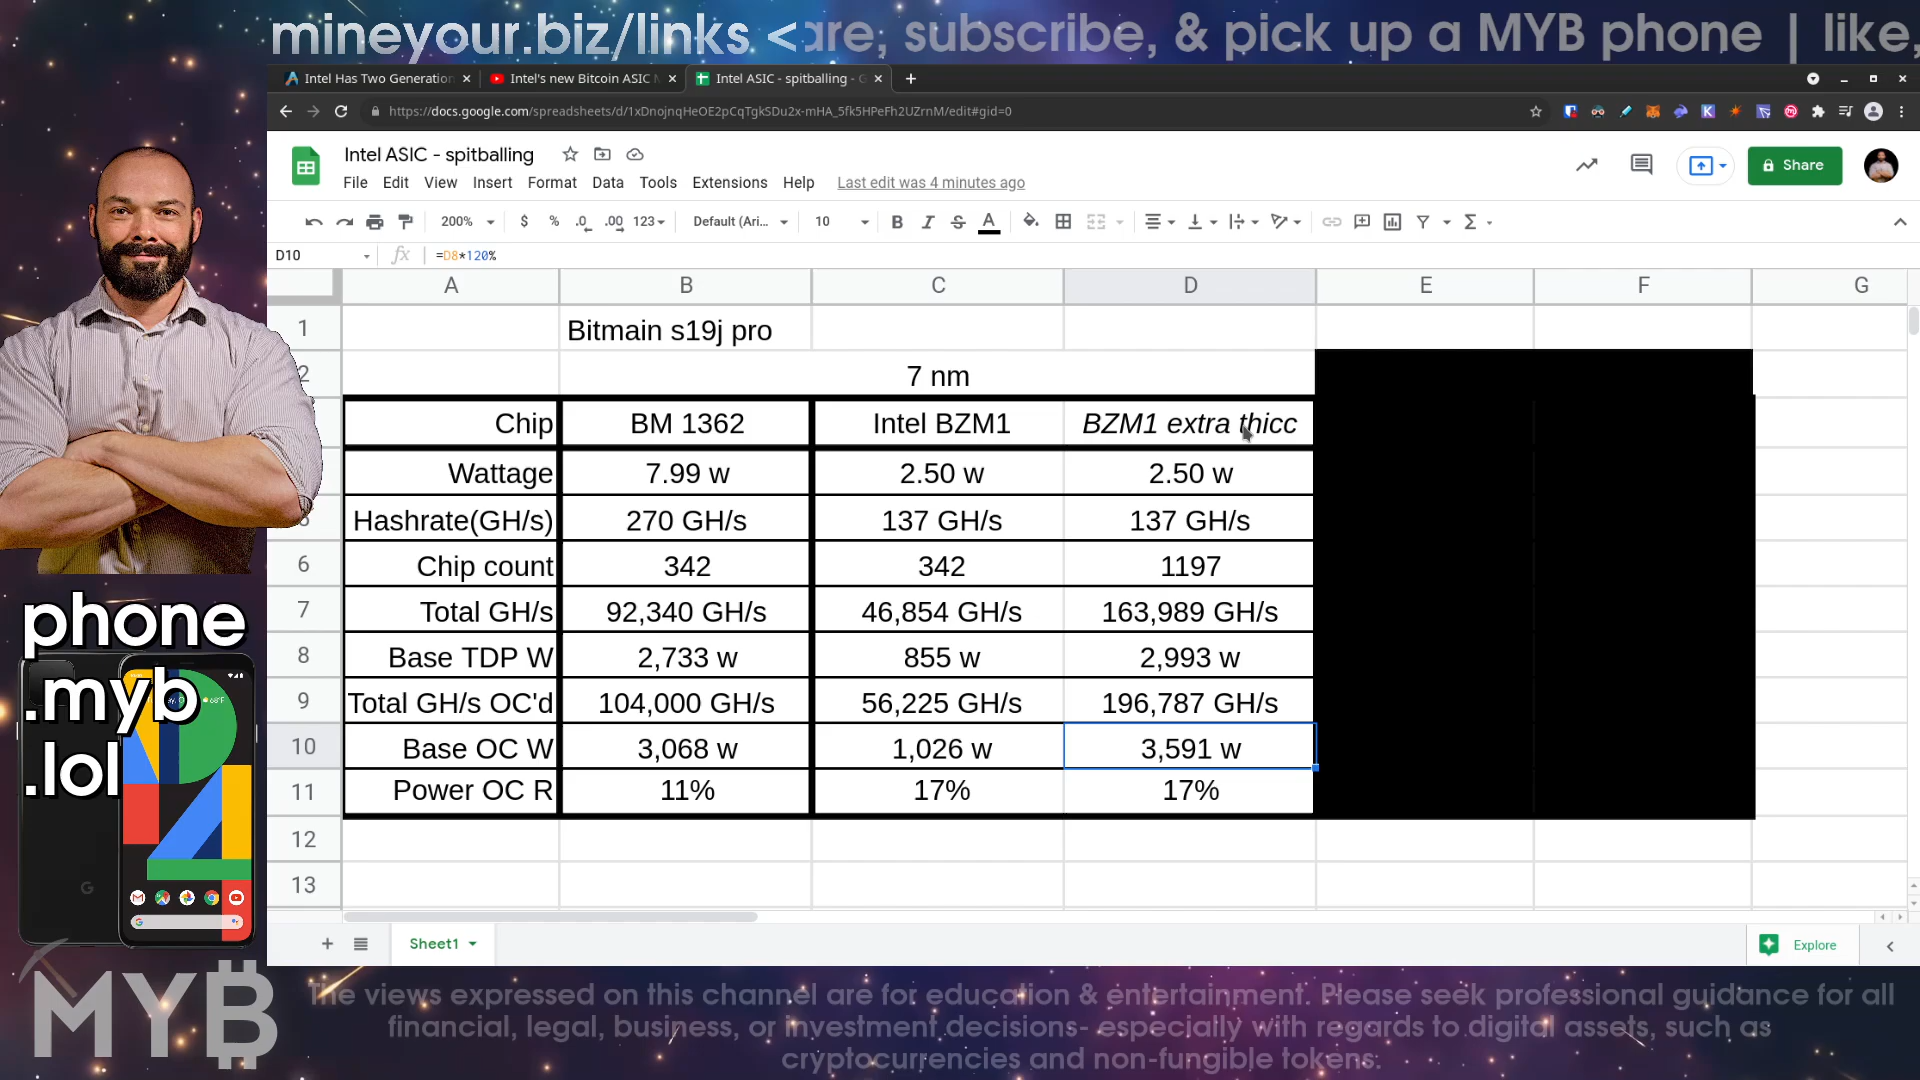 mineyour.biz/links <are, subscribe, & pick up a MYB phone | like,
Intel Has Two Generation
Intel's new Bitcoin ASIC
Intel ASIC - spitballing - G
https://docs.google.com/spreadsheets/d/1xDnojnqHeOE2pCqTgkSDu2x-mHA_5fk5HPeFh2UZrnM/edit#gid=0
Intel ASIC - spitballing
Share
File Edit View Insert Format Data Tools Extensions Help Last edit was 4 minutes ago
200% $ % .0 .00 123 Default (Ari... 10 B I S A
D10 fx =D8*120%
A B C D E F G
1 Bitmain s19j pro
2 7 nm
Chip BM 1362 Intel BZM1 BZM1 extra thicc
Wattage 7.99 w 2.50 w 2.50 w
5 Hashrate(GH/s) 270 GH/s 137 GH/s 137 GH/s
6 Chip count 342 342 1197
7 Total GH/s 92,340 GH/s 46,854 GH/s 163,989 GH/s
8 Base TDP W 2,733 w 855 w 2,993 w
9 Total GH/s OC'd 104,000 GH/s 56,225 GH/s 196,787 GH/s
10 Base OC W 3,068 w 1,026 w 3,591 w
11 Power OC R 11% 17% 17%
12
13
Sheet1
Explore
phone
.myb
.lol
MYB
The views expressed on this channel are for education & entertainment. Please seek professional guidance for all
financial, legal, business, or investment decisions- especially with regards to digital assets, such as
cryptocurrencies and non-fungible tokens.